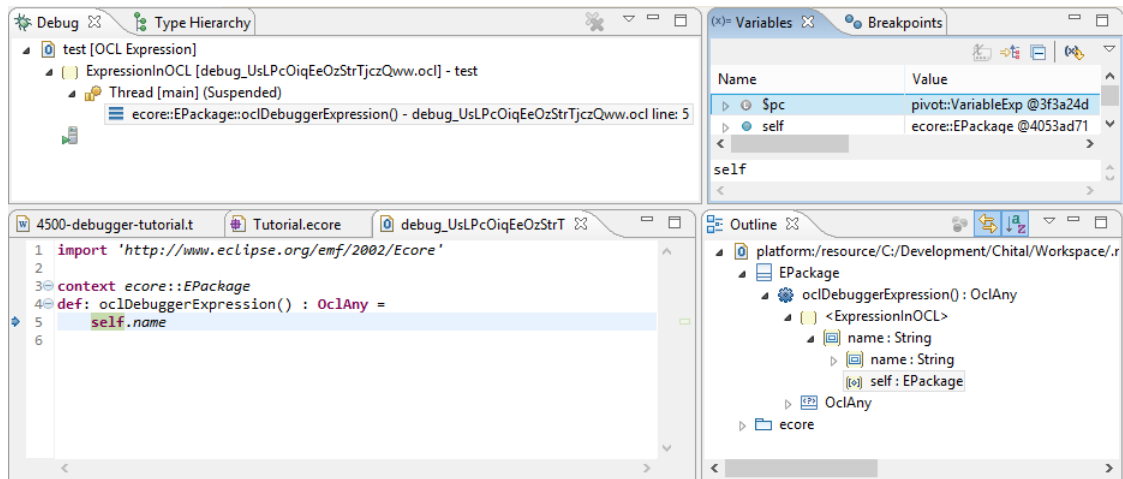 Debug
Type Hierarchy
test [OCL Expression]
ExpressionInOCL [debug_UsLPcOiqEeOzStrTjczQww.ocl] - test
Thread [main] (Suspended)
ecore::EPackage::oclDebuggerExpression() - debug_UsLPcOiqEeOzStrTjczQww.ocl line: 5
(x)= Variables
Breakpoints
Name Value
$pc pivot::VariableExp @3f3a24d
self ecore::EPackage @4053ad71
self
4500-debugger-tutorial.t
Tutorial.ecore
debug_UsLPcOiqEeOzStrT
1 import 'http://www.eclipse.org/emf/2002/Ecore'
2
3 context ecore::EPackage
4 def: oclDebuggerExpression() : OclAny =
5 self.name
6
Outline
platform:/resource/C:/Development/Chital/Workspace/.r
EPackage
oclDebuggerExpression() : OclAny
<ExpressionInOCL>
name : String
name : String
self : EPackage
OclAny
ecore